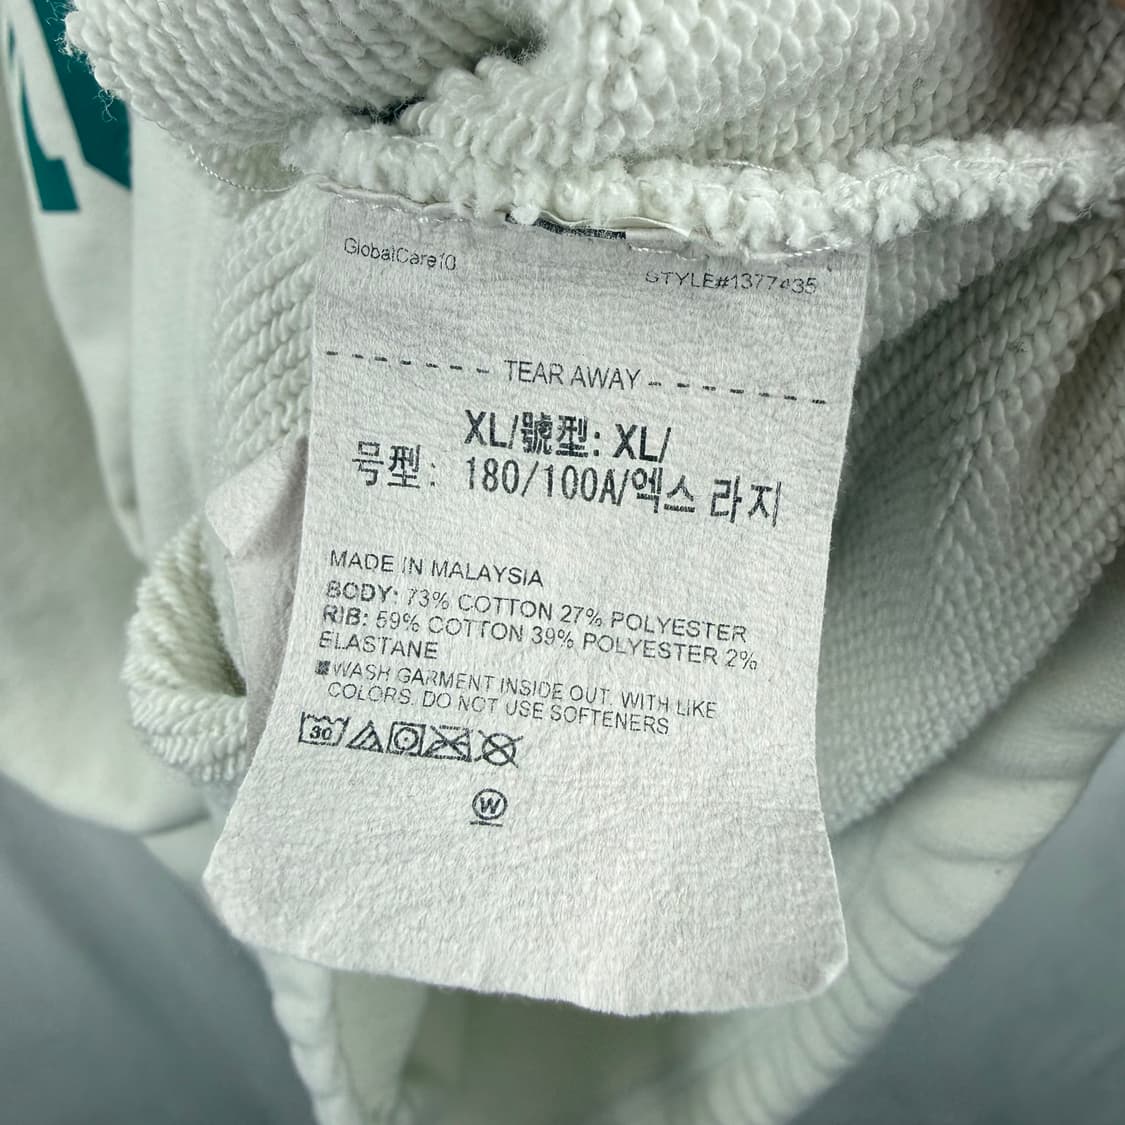 GlobalCare10
STYLE#1377435
TEAR AWAY
XL/號型: XL/
号型: 180/100A/엑스 라지
MADE IN MALAYSIA
BODY: 73% COTTON 27% POLYESTER
RIB: 59% COTTON 39% POLYESTER 2%
ELASTANE
WASH GARMENT INSIDE OUT. WITH LIKE
COLORS. DO NOT USE SOFTENERS
30
W